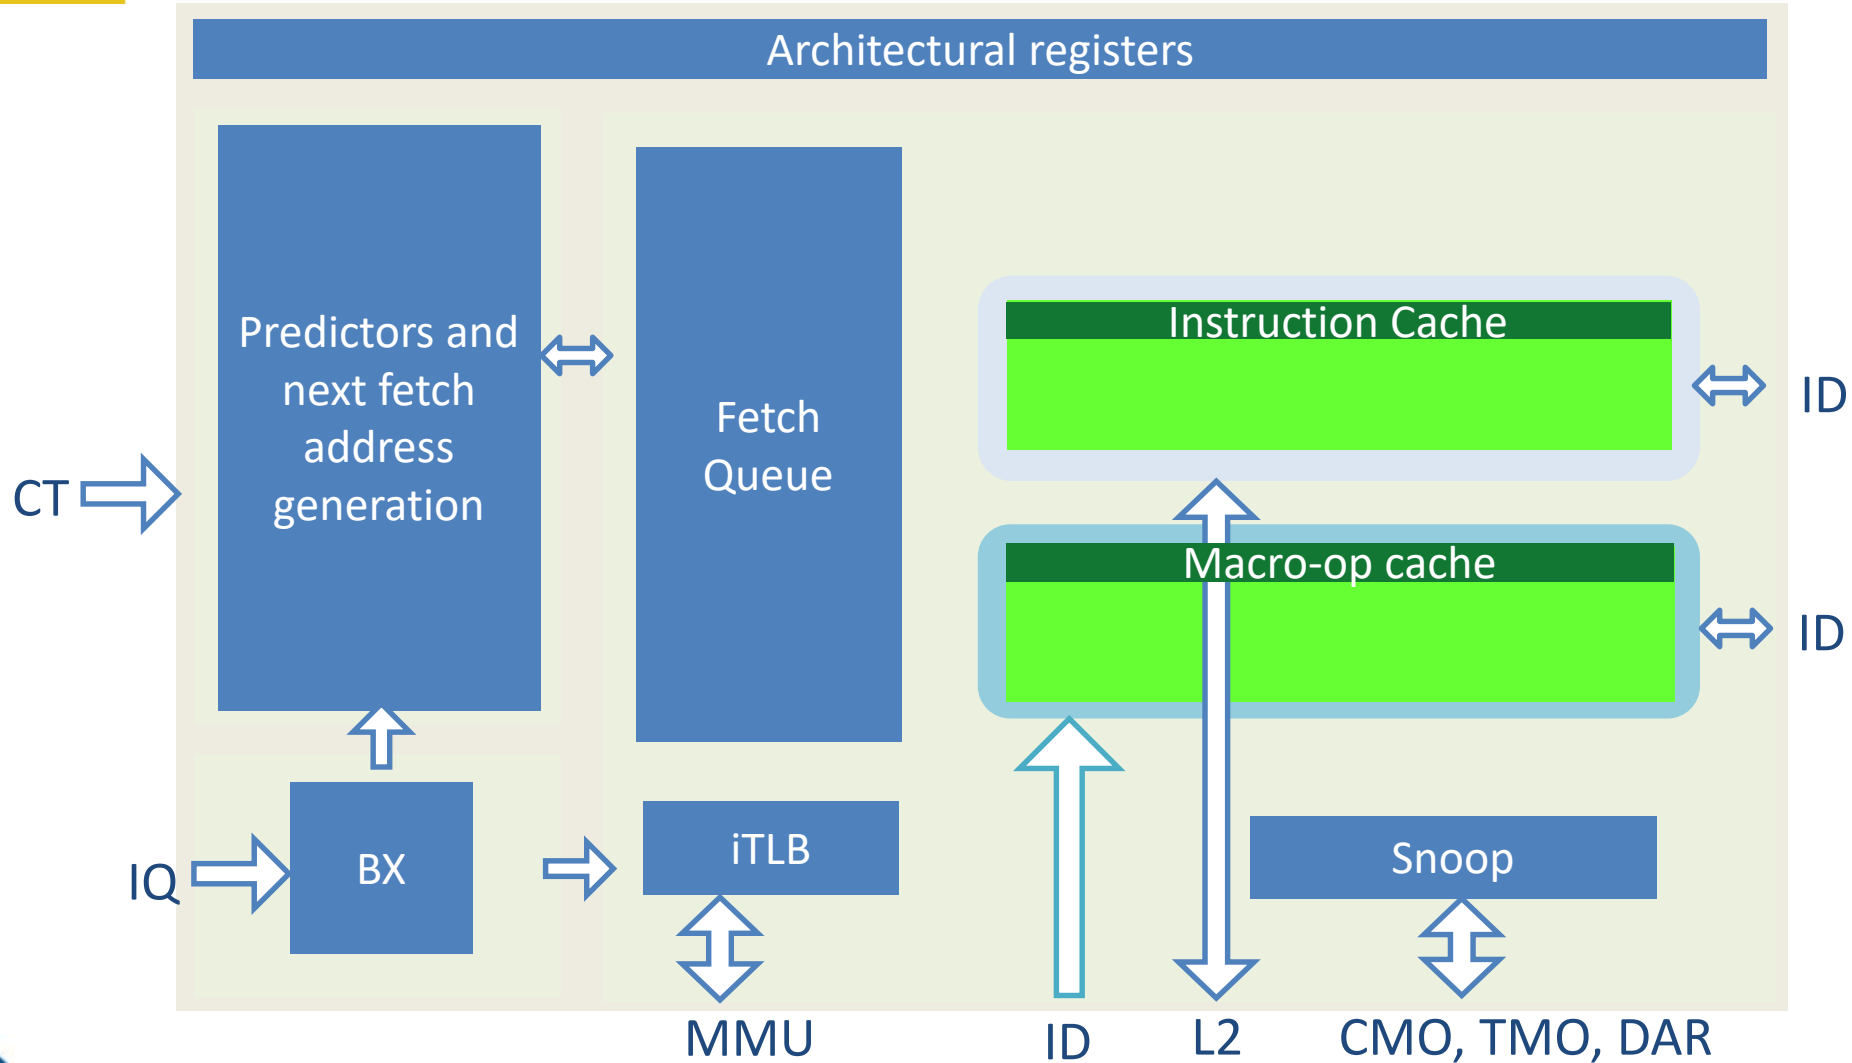 Architectural registers
Predictors and
next fetch
address
generation
Fetch
Queue
Instruction Cache
ID
CT
Macro-op cache
ID
BX
IQ
iTLB
Snoop
MMU
ID
L2
CMO, TMO, DAR